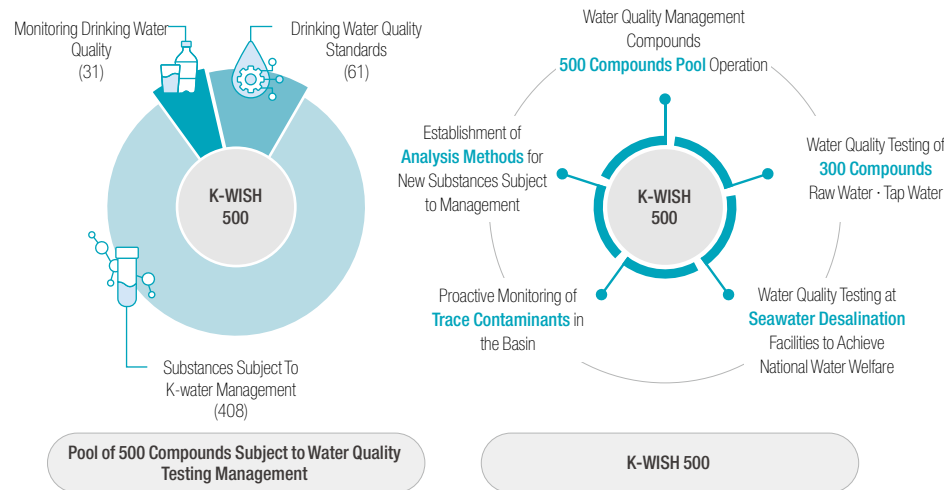 Monitoring Drinking Water
Quality
(31)
Drinking Water Quality
Standards
(61)
K-WISH
500
Substances Subject To
K-water Management
(408)
Pool of 500 Compounds Subject to Water Quality
Testing Management
Water Quality Management
Compounds
500 Compounds Pool Operation
Establishment of
Analysis Methods for
New Substances Subject
to Management
Water Quality Testing of
300 Compounds
Raw Water · Tap Water
K-WISH
500
Proactive Monitoring of
Trace Contaminants in
the Basin
Water Quality Testing at
Seawater Desalination
Facilities to Achieve
National Water Welfare
K-WISH 500